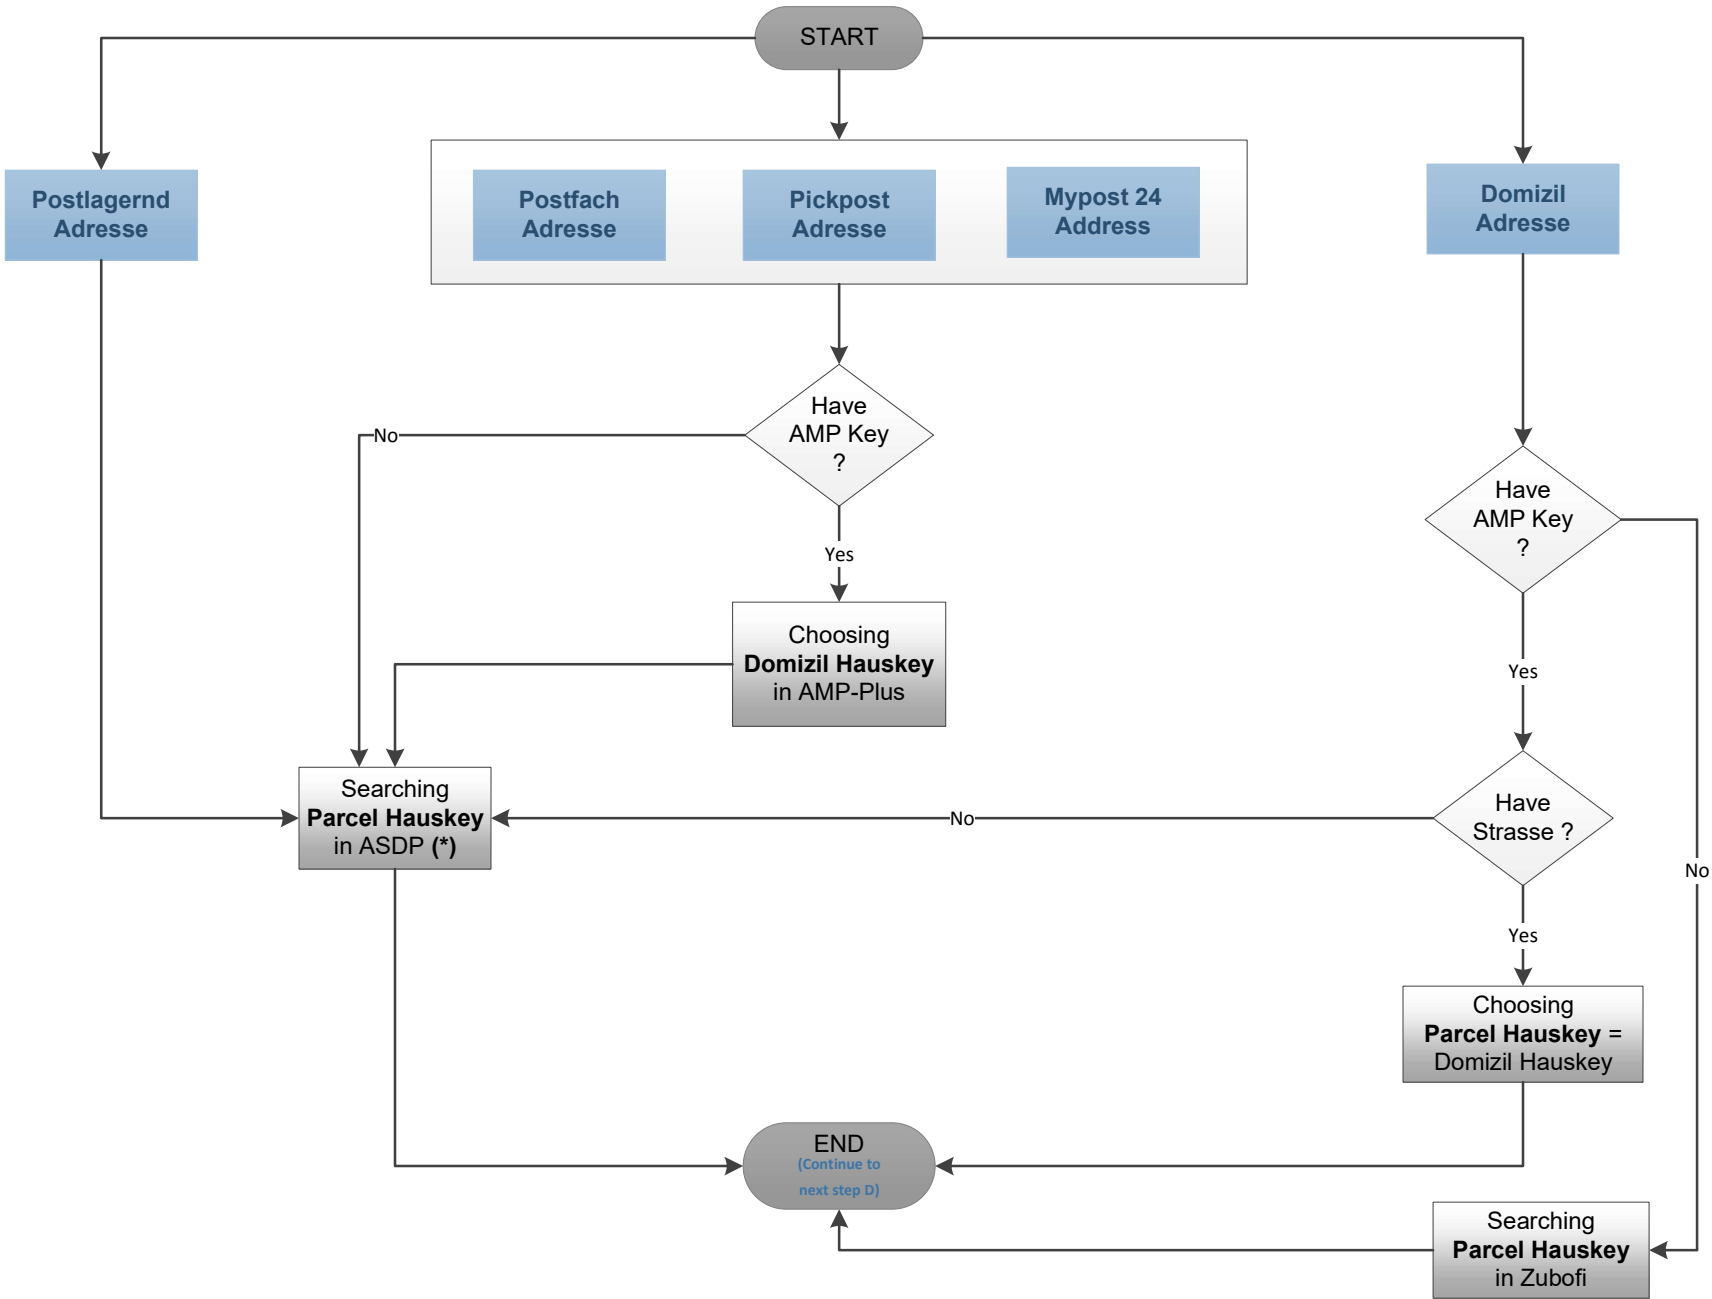 START
Postlagernd
Adresse
Postfach
Adresse
Pickpost
Adresse
Mypost 24
Address
Domizil
Adresse
Have
AMP Key
?
No
Yes
Have
AMP Key
?
Choosing
Domizil Hauskey
in AMP-Plus
Yes
Searching
Parcel Hauskey
in ASDP (*)
No
Have
Strasse ?
No
Yes
Choosing
Parcel Hauskey =
Domizil Hauskey
END
(Continue to
next step D)
Searching
Parcel Hauskey
in Zubofi